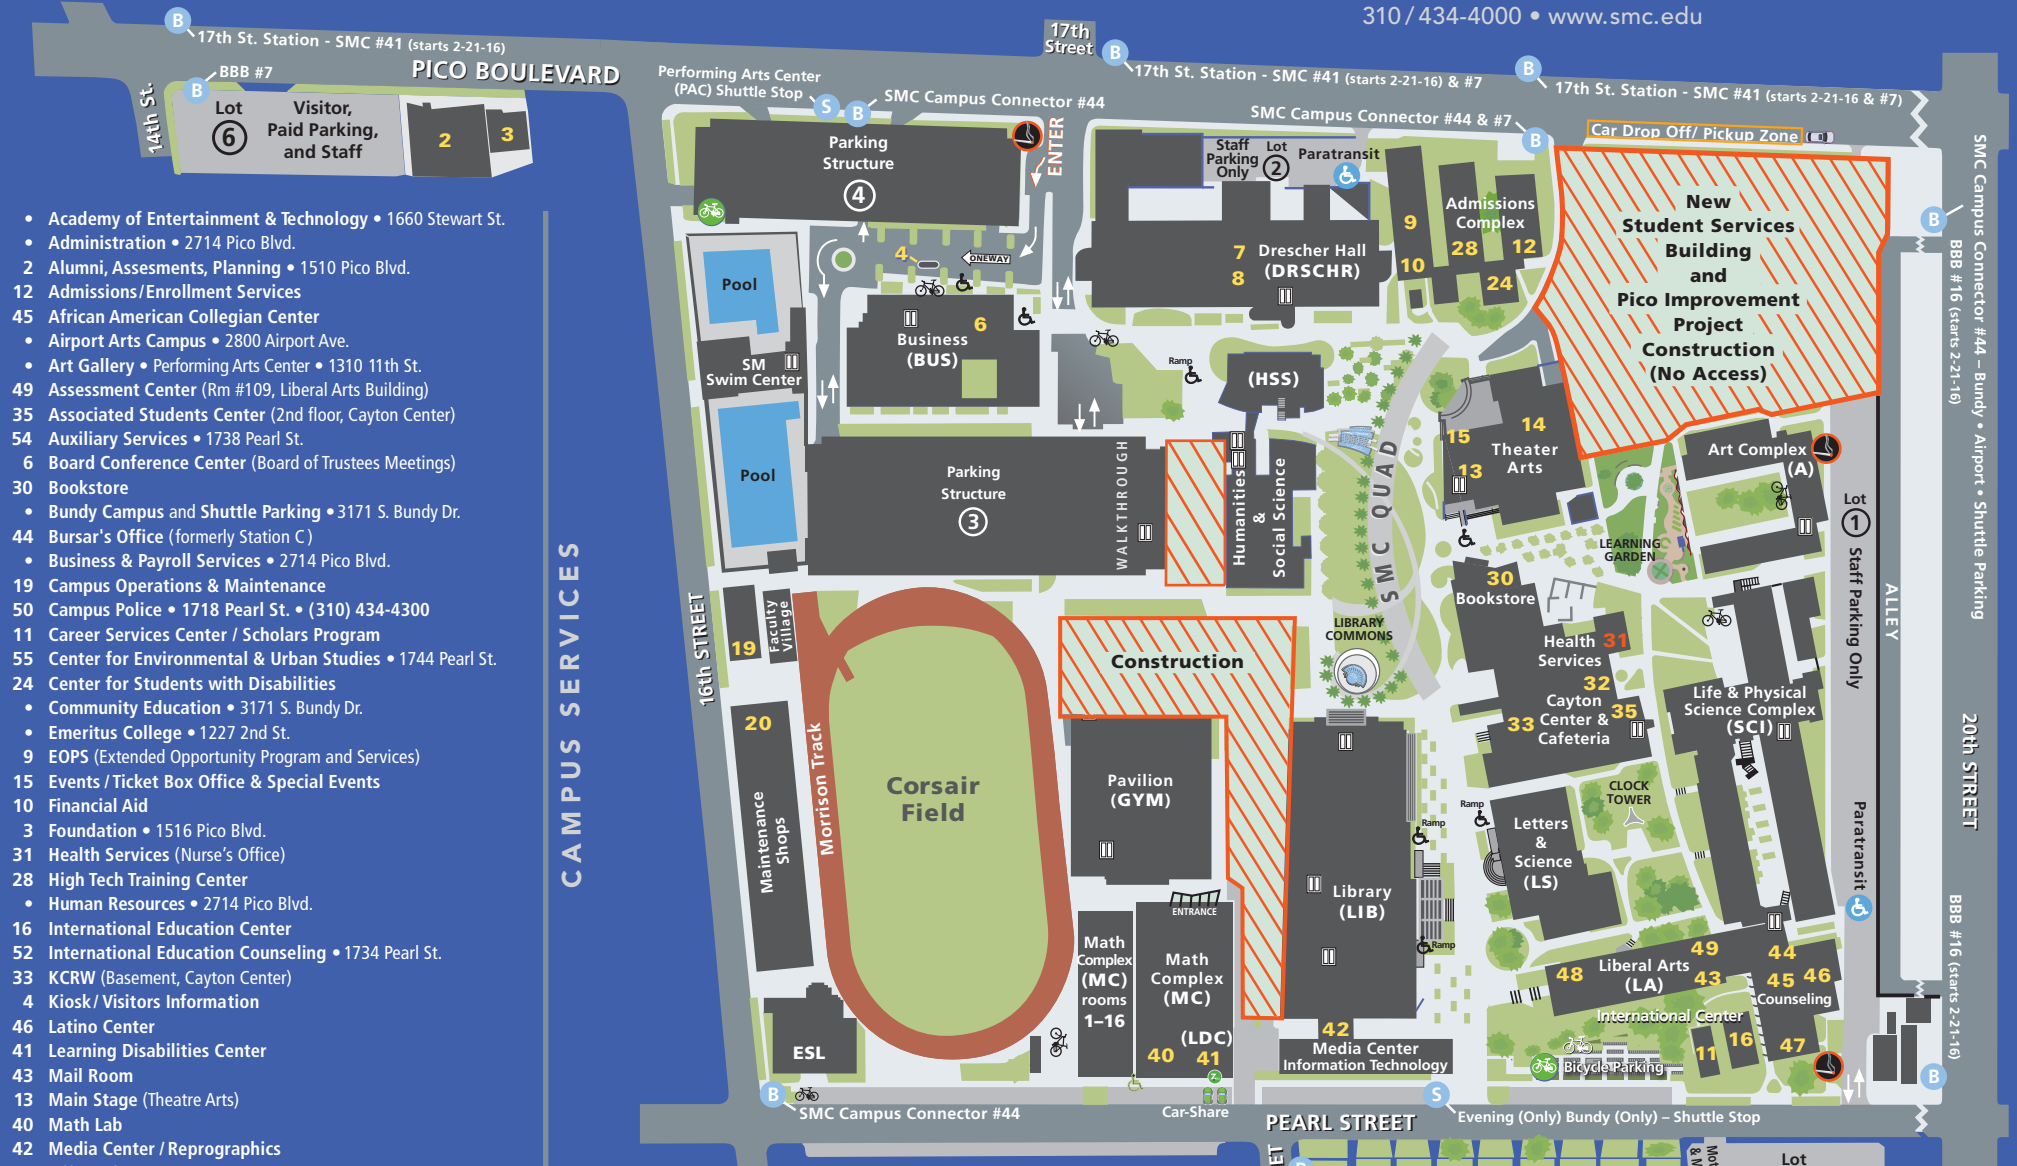 310 / 434-4000 • www.smc.edu
17th St. Station - SMC #41 (starts 2-21-16)
PICO BOULEVARD
17th
Street
17th St. Station - SMC #41 (starts 2-21-16) & #7
17th St. Station - SMC #41 (starts 2-21-16 & #7)
B
B
B
B
BBB #7
14th St.
Lot
6
Visitor,
Paid Parking,
and Staff
2
3
Performing Arts Center
(PAC) Shuttle Stop
S
B
SMC Campus Connector #44
SMC Campus Connector #44 & #7
B
Car Drop Off/ Pickup Zone
• Academy of Entertainment & Technology • 1660 Stewart St.
• Administration • 2714 Pico Blvd.
2 Alumni, Assesments, Planning • 1510 Pico Blvd.
12 Admissions/Enrollment Services
45 African American Collegian Center
• Airport Arts Campus • 2800 Airport Ave.
• Art Gallery • Performing Arts Center • 1310 11th St.
49 Assessment Center (Rm #109, Liberal Arts Building)
35 Associated Students Center (2nd floor, Cayton Center)
54 Auxiliary Services • 1738 Pearl St.
6 Board Conference Center (Board of Trustees Meetings)
30 Bookstore
• Bundy Campus and Shuttle Parking • 3171 S. Bundy Dr.
44 Bursar's Office (formerly Station C)
• Business & Payroll Services • 2714 Pico Blvd.
19 Campus Operations & Maintenance
50 Campus Police • 1718 Pearl St. • (310) 434-4300
11 Career Services Center / Scholars Program
55 Center for Environmental & Urban Studies • 1744 Pearl St.
24 Center for Students with Disabilities
• Community Education • 3171 S. Bundy Dr.
• Emeritus College • 1227 2nd St.
9 EOPS (Extended Opportunity Program and Services)
15 Events / Ticket Box Office & Special Events
10 Financial Aid
3 Foundation • 1516 Pico Blvd.
31 Health Services (Nurse's Office)
28 High Tech Training Center
• Human Resources • 2714 Pico Blvd.
16 International Education Center
52 International Education Counseling • 1734 Pearl St.
33 KCRW (Basement, Cayton Center)
4 Kiosk / Visitors Information
46 Latino Center
41 Learning Disabilities Center
43 Mail Room
13 Main Stage (Theatre Arts)
40 Math Lab
42 Media Center / Reprographics
CAMPUS SERVICES
Parking
Structure
4
ENTER
Staff
Parking
Only
Lot
2
Paratransit
9
10
Admissions
Complex
28
12
24
7
8
Drescher Hall
(DRSCHR)
4
ONEWAY
Pool
SM
Swim Center
Pool
6
Business
(BUS)
Ramp
(HSS)
New
Student Services
Building
and
Pico Improvement
Project
Construction
(No Access)
B
SMC Campus Connector #44 – Bundy • Airport • Shuttle Parking
BBB #16 (starts 2-21-16)
Parking
Structure
3
WALKTHROUGH
Humanities
&
Social Science
SMC QUAD
15
14
Theater
Arts
13
Art Complex
(A)
Lot
1
Staff Parking Only
ALLEY
LEARNING
GARDEN
30
Bookstore
16th STREET
19
Faculty
Village
20
Maintenance
Shops
Morrison Track
Corsair
Field
Construction
LIBRARY
COMMONS
Health 31
Services
32
Cayton
33 Center & 35
Cafeteria
Life & Physical
Science Complex
(SCI)
20th STREET
Pavilion
(GYM)
ENTRANCE
Library
(LIB)
Ramp
Ramp
Ramp
Letters
&
Science
(LS)
CLOCK
TOWER
Paratransit
Math
Complex
(MC)
rooms
1–16
Math
Complex
(MC)
(LDC)
40
41
ESL
42
Media Center
Information Technology
48
Liberal Arts
(LA)
49
43
44
45 46
Counseling
International Center
11
16
47
Bicycle Parking
BBB #16 (starts 2-21-16)
B
B
SMC Campus Connector #44
Car-Share
PEARL STREET
S
Evening (Only) Bundy (Only) – Shuttle Stop
Lot